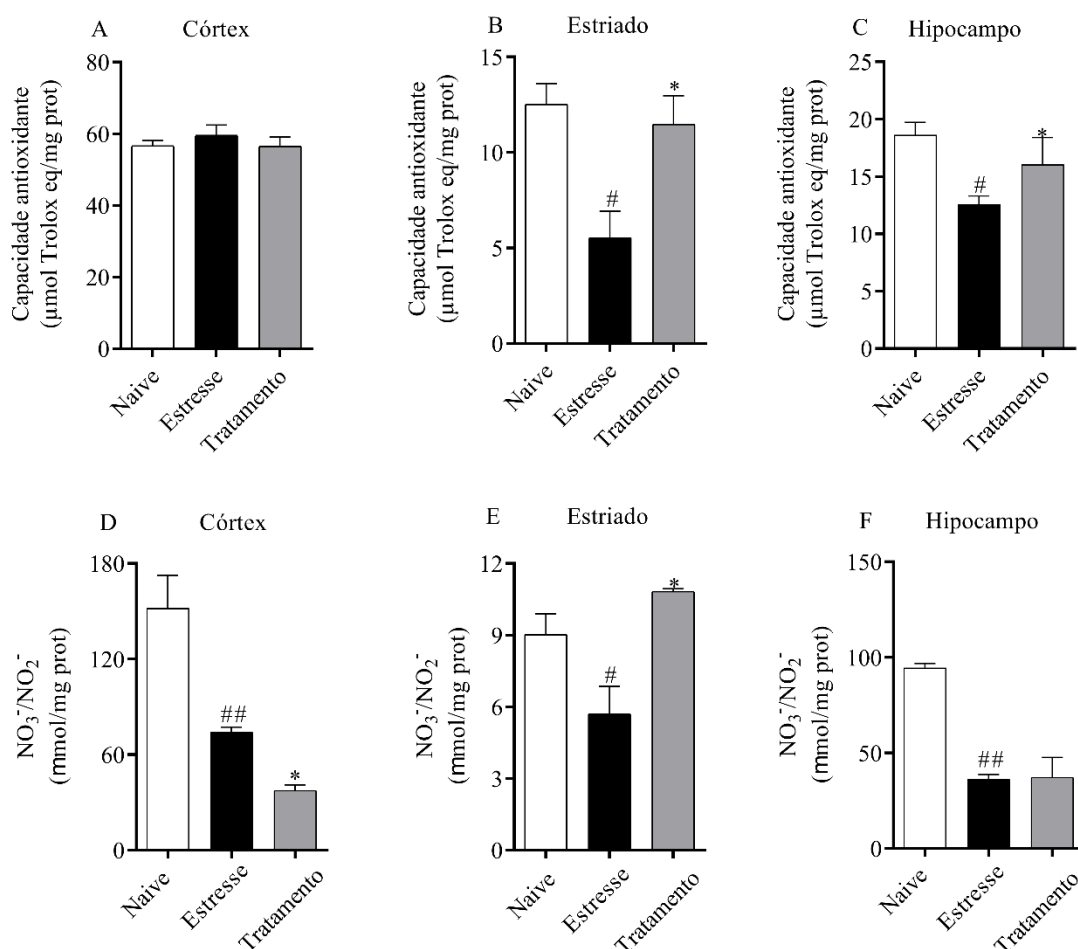 A Córtex
Capacidade antioxidante
(µmol Trolox eq/mg prot)
80
60
40
20
0
Naive
Estresse
Tratamento
B Estriado
Capacidade antioxidante
(µmol Trolox eq/mg prot)
15
10
5
0
#
*
Naive
Estresse
Tratamento
C Hipocampo
Capacidade antioxidante
(µmol Trolox eq/mg prot)
25
20
15
10
5
0
#
*
Naive
Estresse
Tratamento
D Córtex
NO₃⁻/NO₂⁻
(mmol/mg prot)
180
120
60
0
##
*
Naive
Estresse
Tratamento
E Estriado
NO₃⁻/NO₂⁻
(mmol/mg prot)
12
9
6
3
0
#
*
Naive
Estresse
Tratamento
F Hipocampo
NO₃⁻/NO₂⁻
(mmol/mg prot)
150
100
50
0
##
Naive
Estresse
Tratamento